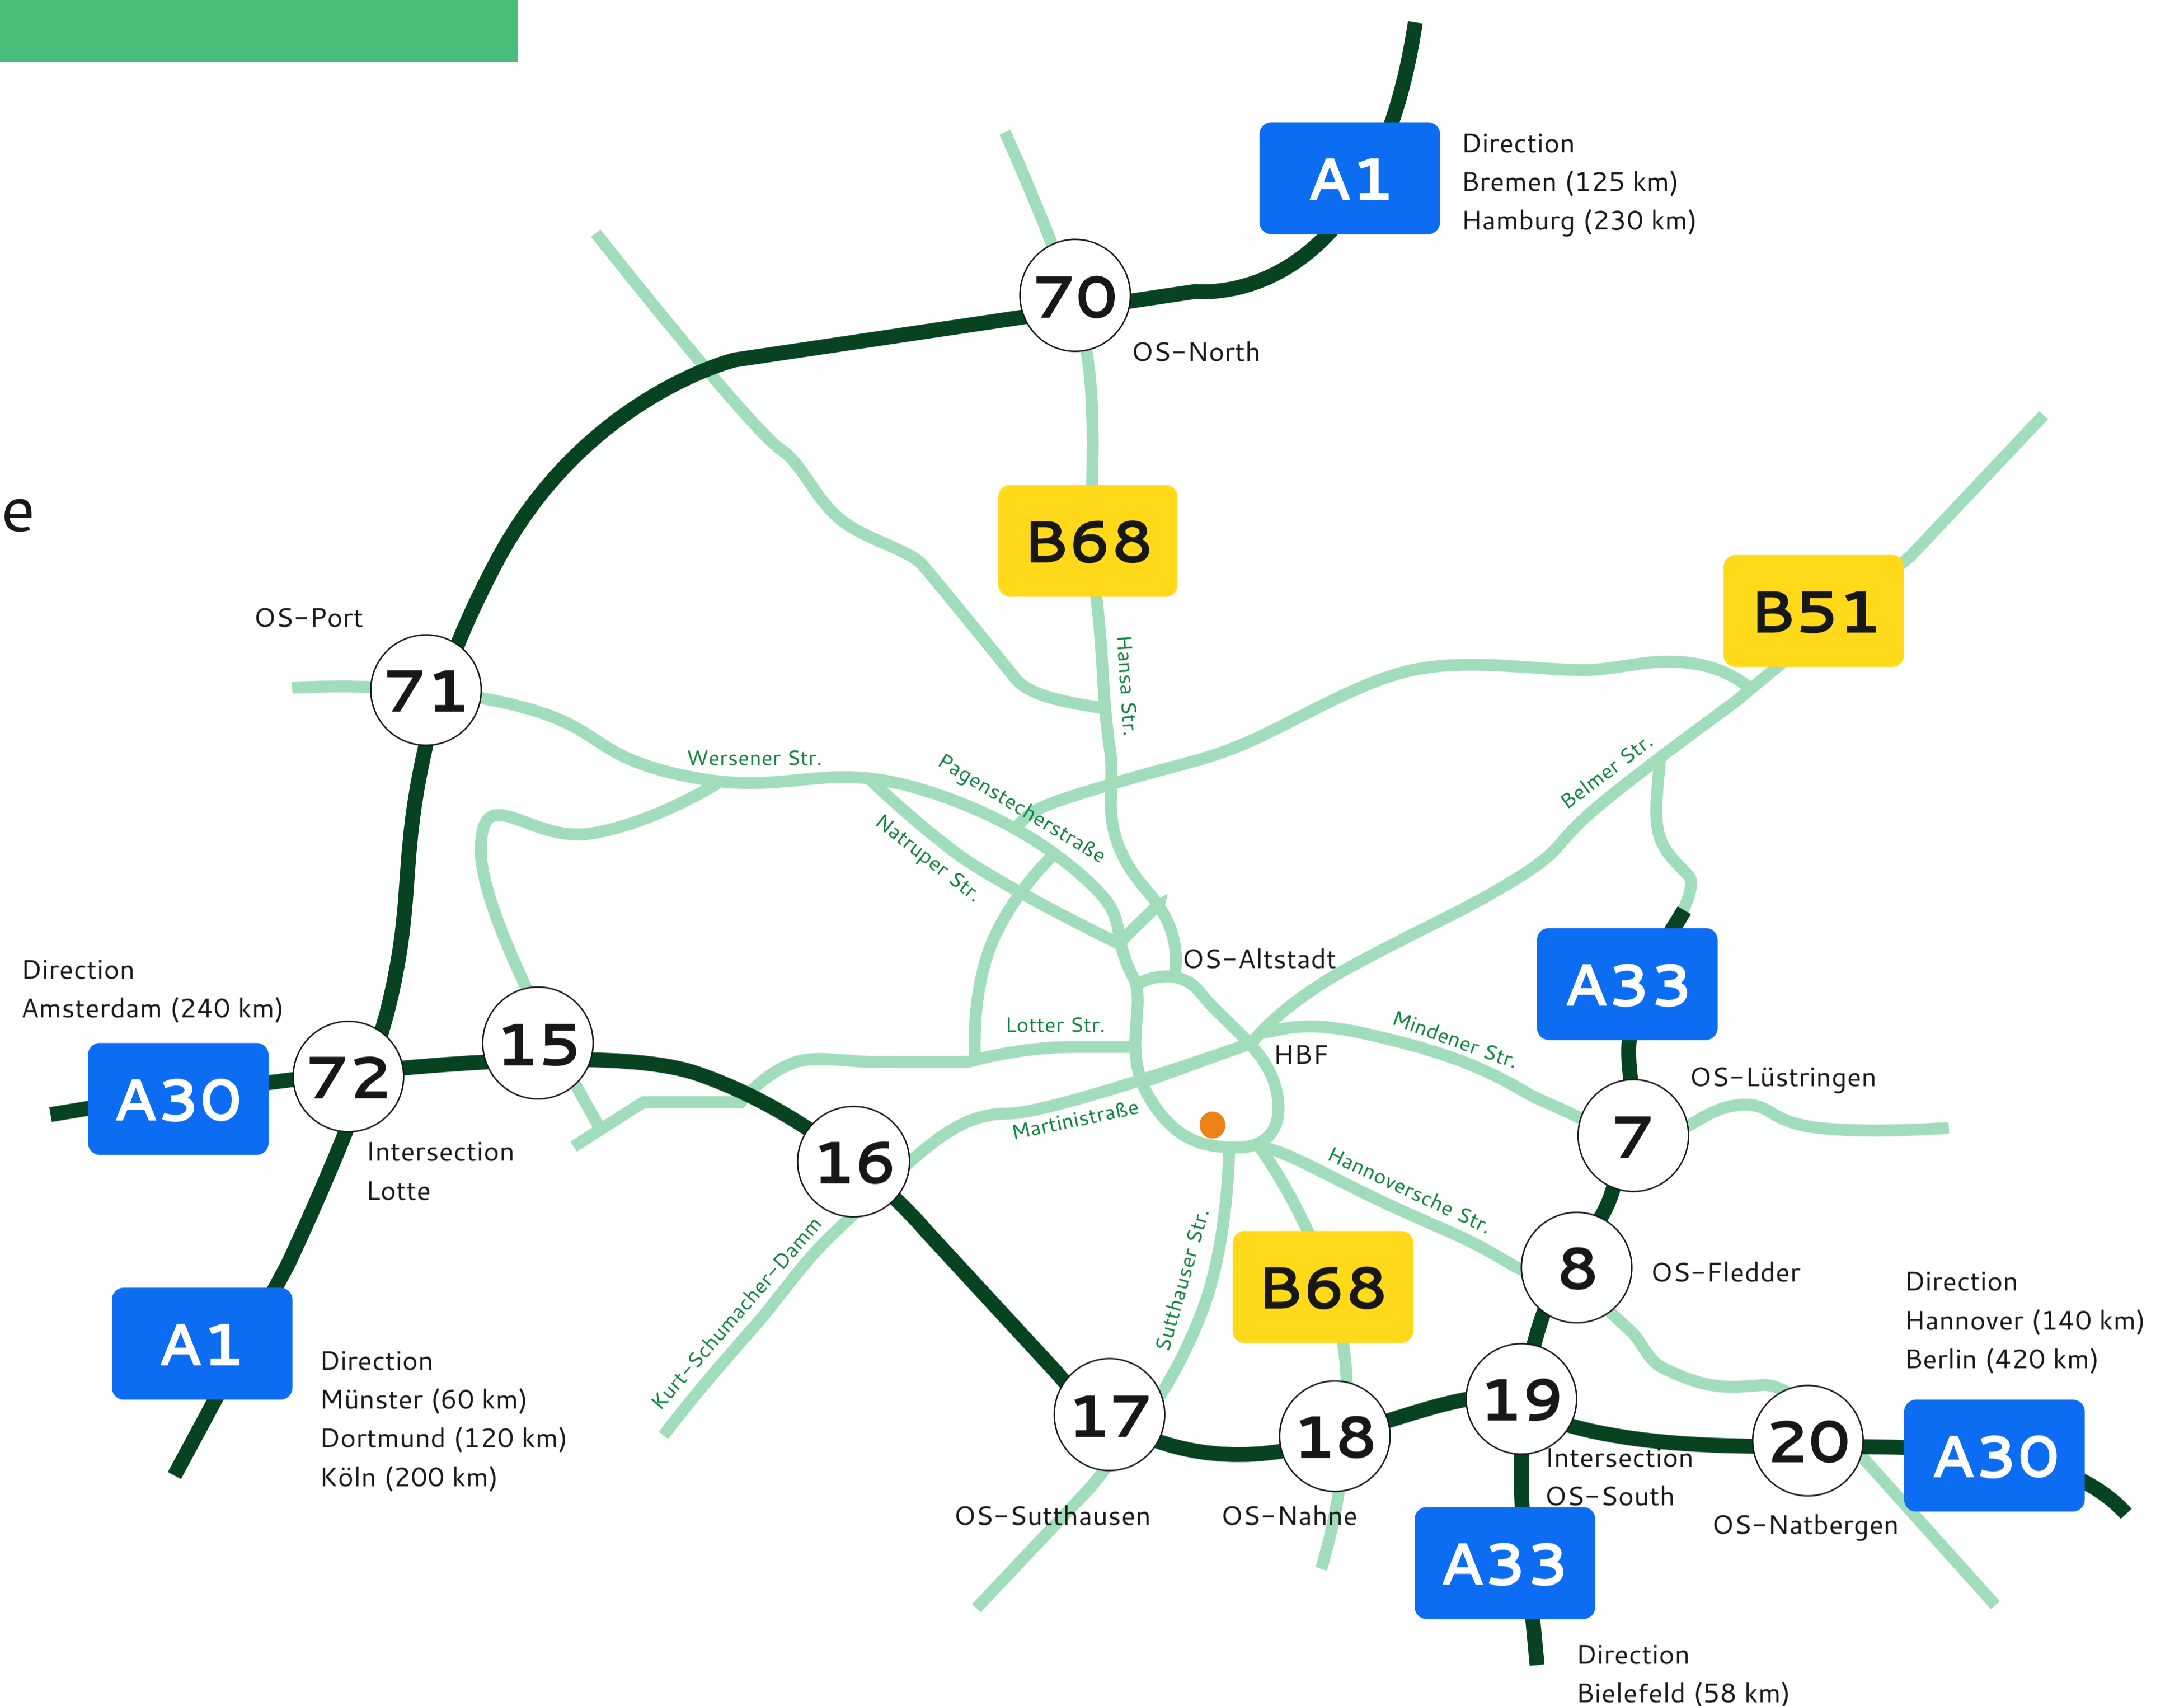 A1
Direction
Bremen (125 km)
Hamburg (230 km)
70
OS-North
e
B68
B51
OS-Port
71
Hansa Str.
Wersener Str.
Pagenstecherstraße
Belmer Str.
Natruper Str.
Direction
Amsterdam (240 km)
OS-Altstadt
A33
A30
72
15
Lotter Str.
Mindener Str.
HBF
OS-Lüstringen
7
Intersection
Lotte
16
Martinistraße
Hannoversche Str.
A1
Direction
Münster (60 km)
Dortmund (120 km)
Köln (200 km)
Kurt-Schumacher-Damm
Sutthauser Str.
B68
8
OS-Fledder
Direction
Hannover (140 km)
Berlin (420 km)
17
18
19
20
A30
Intersection
OS-South
OS-Sutthausen
OS-Nahne
OS-Natbergen
A33
Direction
Bielefeld (58 km)